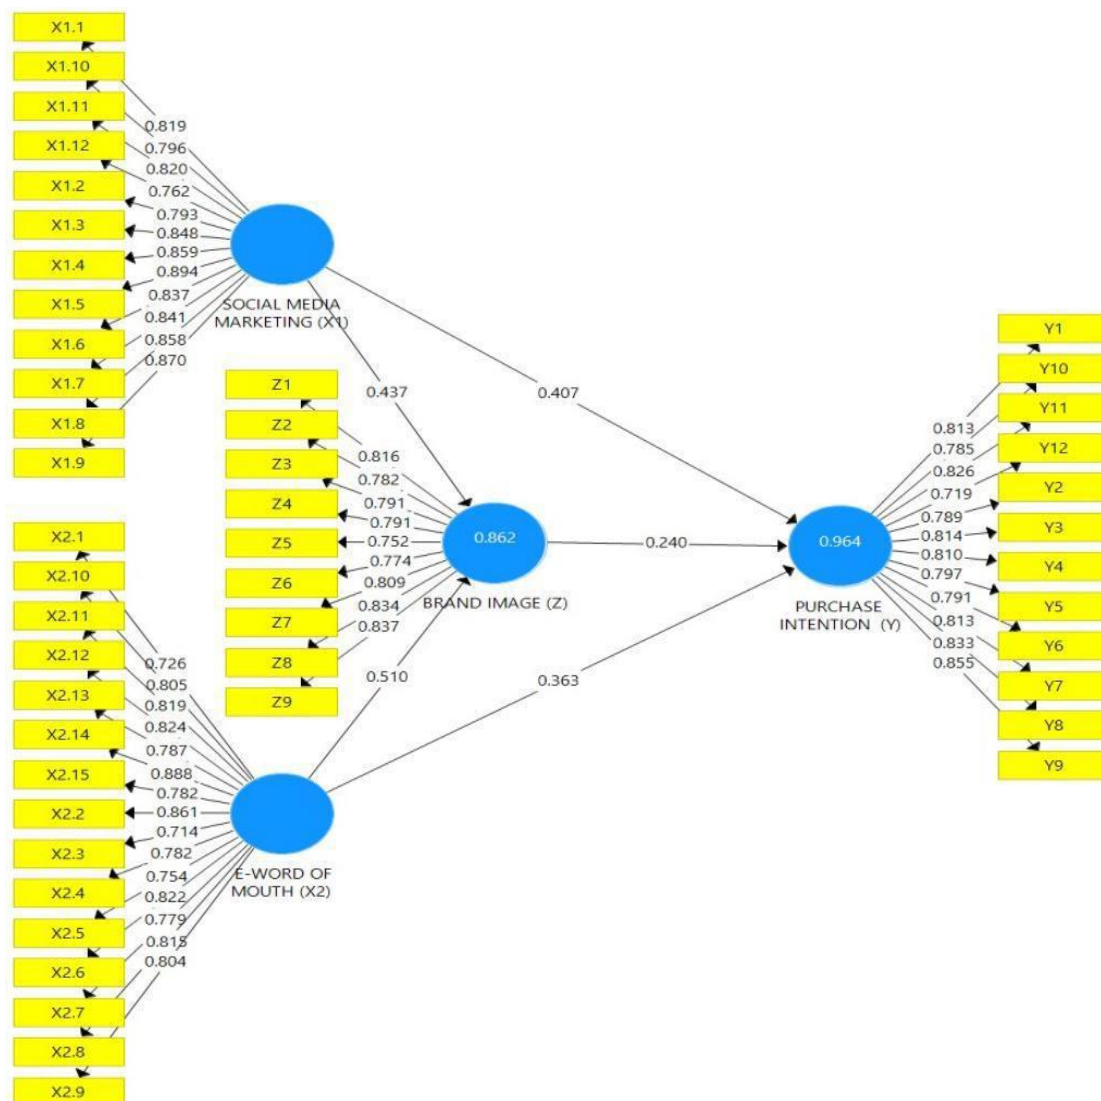 X1.1
X1.10
X1.11
X1.12
X1.2
X1.3
X1.4
X1.5
X1.6
X1.7
X1.8
X1.9
0.819
0.796
0.820
0.762
0.793
0.848
0.859
0.894
0.837
0.841
0.858
0.870
SOCIAL MEDIA
MARKETING (X1)
0.437
0.407
Z1
Z2
Z3
Z4
Z5
Z6
Z7
Z8
Z9
0.816
0.782
0.791
0.791
0.752
0.774
0.809
0.834
0.837
0.862
BRAND IMAGE (Z)
0.240
0.964
PURCHASE
INTENTION (Y)
0.510
0.363
X2.1
X2.10
X2.11
X2.12
X2.13
X2.14
X2.15
X2.2
X2.3
X2.4
X2.5
X2.6
X2.7
X2.8
X2.9
0.726
0.805
0.819
0.824
0.787
0.888
0.782
0.861
0.714
0.782
0.754
0.822
0.779
0.815
0.804
E-WORD OF
MOUTH (X2)
0.813
0.785
0.826
0.719
0.789
0.814
0.810
0.797
0.791
0.813
0.833
0.855
Y1
Y10
Y11
Y12
Y2
Y3
Y4
Y5
Y6
Y7
Y8
Y9